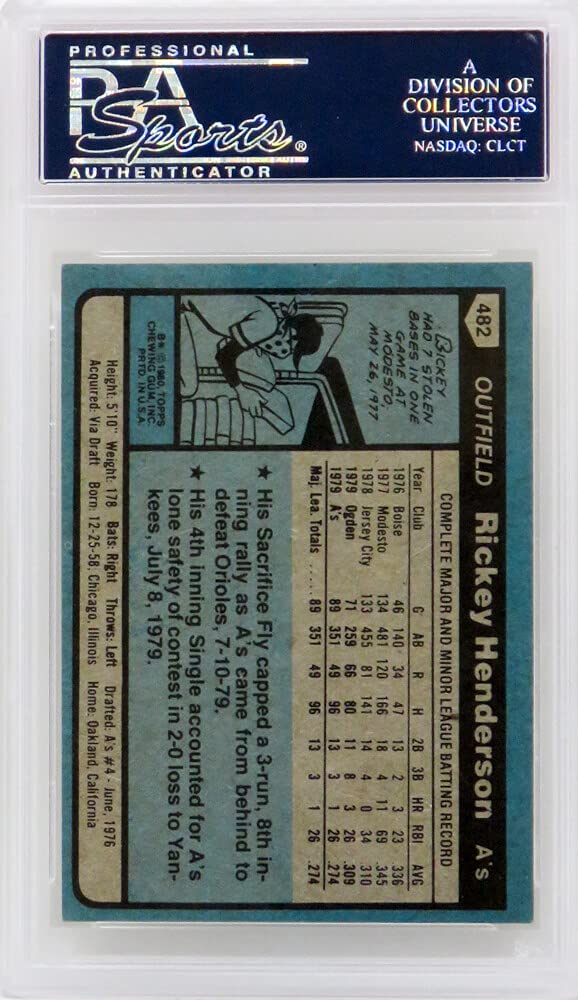 PROFESSIONAL
PSA
Sports®
AUTHENTICATOR
A
DIVISION OF
COLLECTORS
UNIVERSE
NASDAQ: CLCT
482 OUTFIELD Rickey Henderson A's
RICKEY
HAD 7 STOLEN
BASES IN ONE
GAME AT
MODESTO,
MAY 26, 1977
B* © 1980, TOPPS
CHEWING GUM, INC.
PRTD. IN U.S.A.
COMPLETE MAJOR AND MINOR LEAGUE BATTING RECORD
Year Club G AB R H 2B 3B HR RBI AVG
1976 Boise 46 140 34 47 13 2 3 23 .336
1977 Modesto 134 481 120 166 18 4 11 69 .345
1978 Jersey City 133 455 81 141 14 4 0 34 .310
1979 Ogden 71 259 66 80 11 8 3 26 .309
1979 A's 89 351 49 96 13 3 1 26 .274
Maj. Lea. Totals ..... 89 351 49 96 13 3 1 26 .274
★ His Sacrifice Fly capped a 3-run, 8th in-
ning rally as A's came from behind to
defeat Orioles, 7-10-79.
★ His 4th inning Single accounted for A's
lone safety of contest in 2-0 loss to Yan-
kees, July 8, 1979.
Height: 5'10" Weight: 178 Bats: Right Throws: Left Drafted: A's #4 - June, 1976
Acquired: Via Draft Born: 12-25-58, Chicago, Illinois Home: Oakland, California